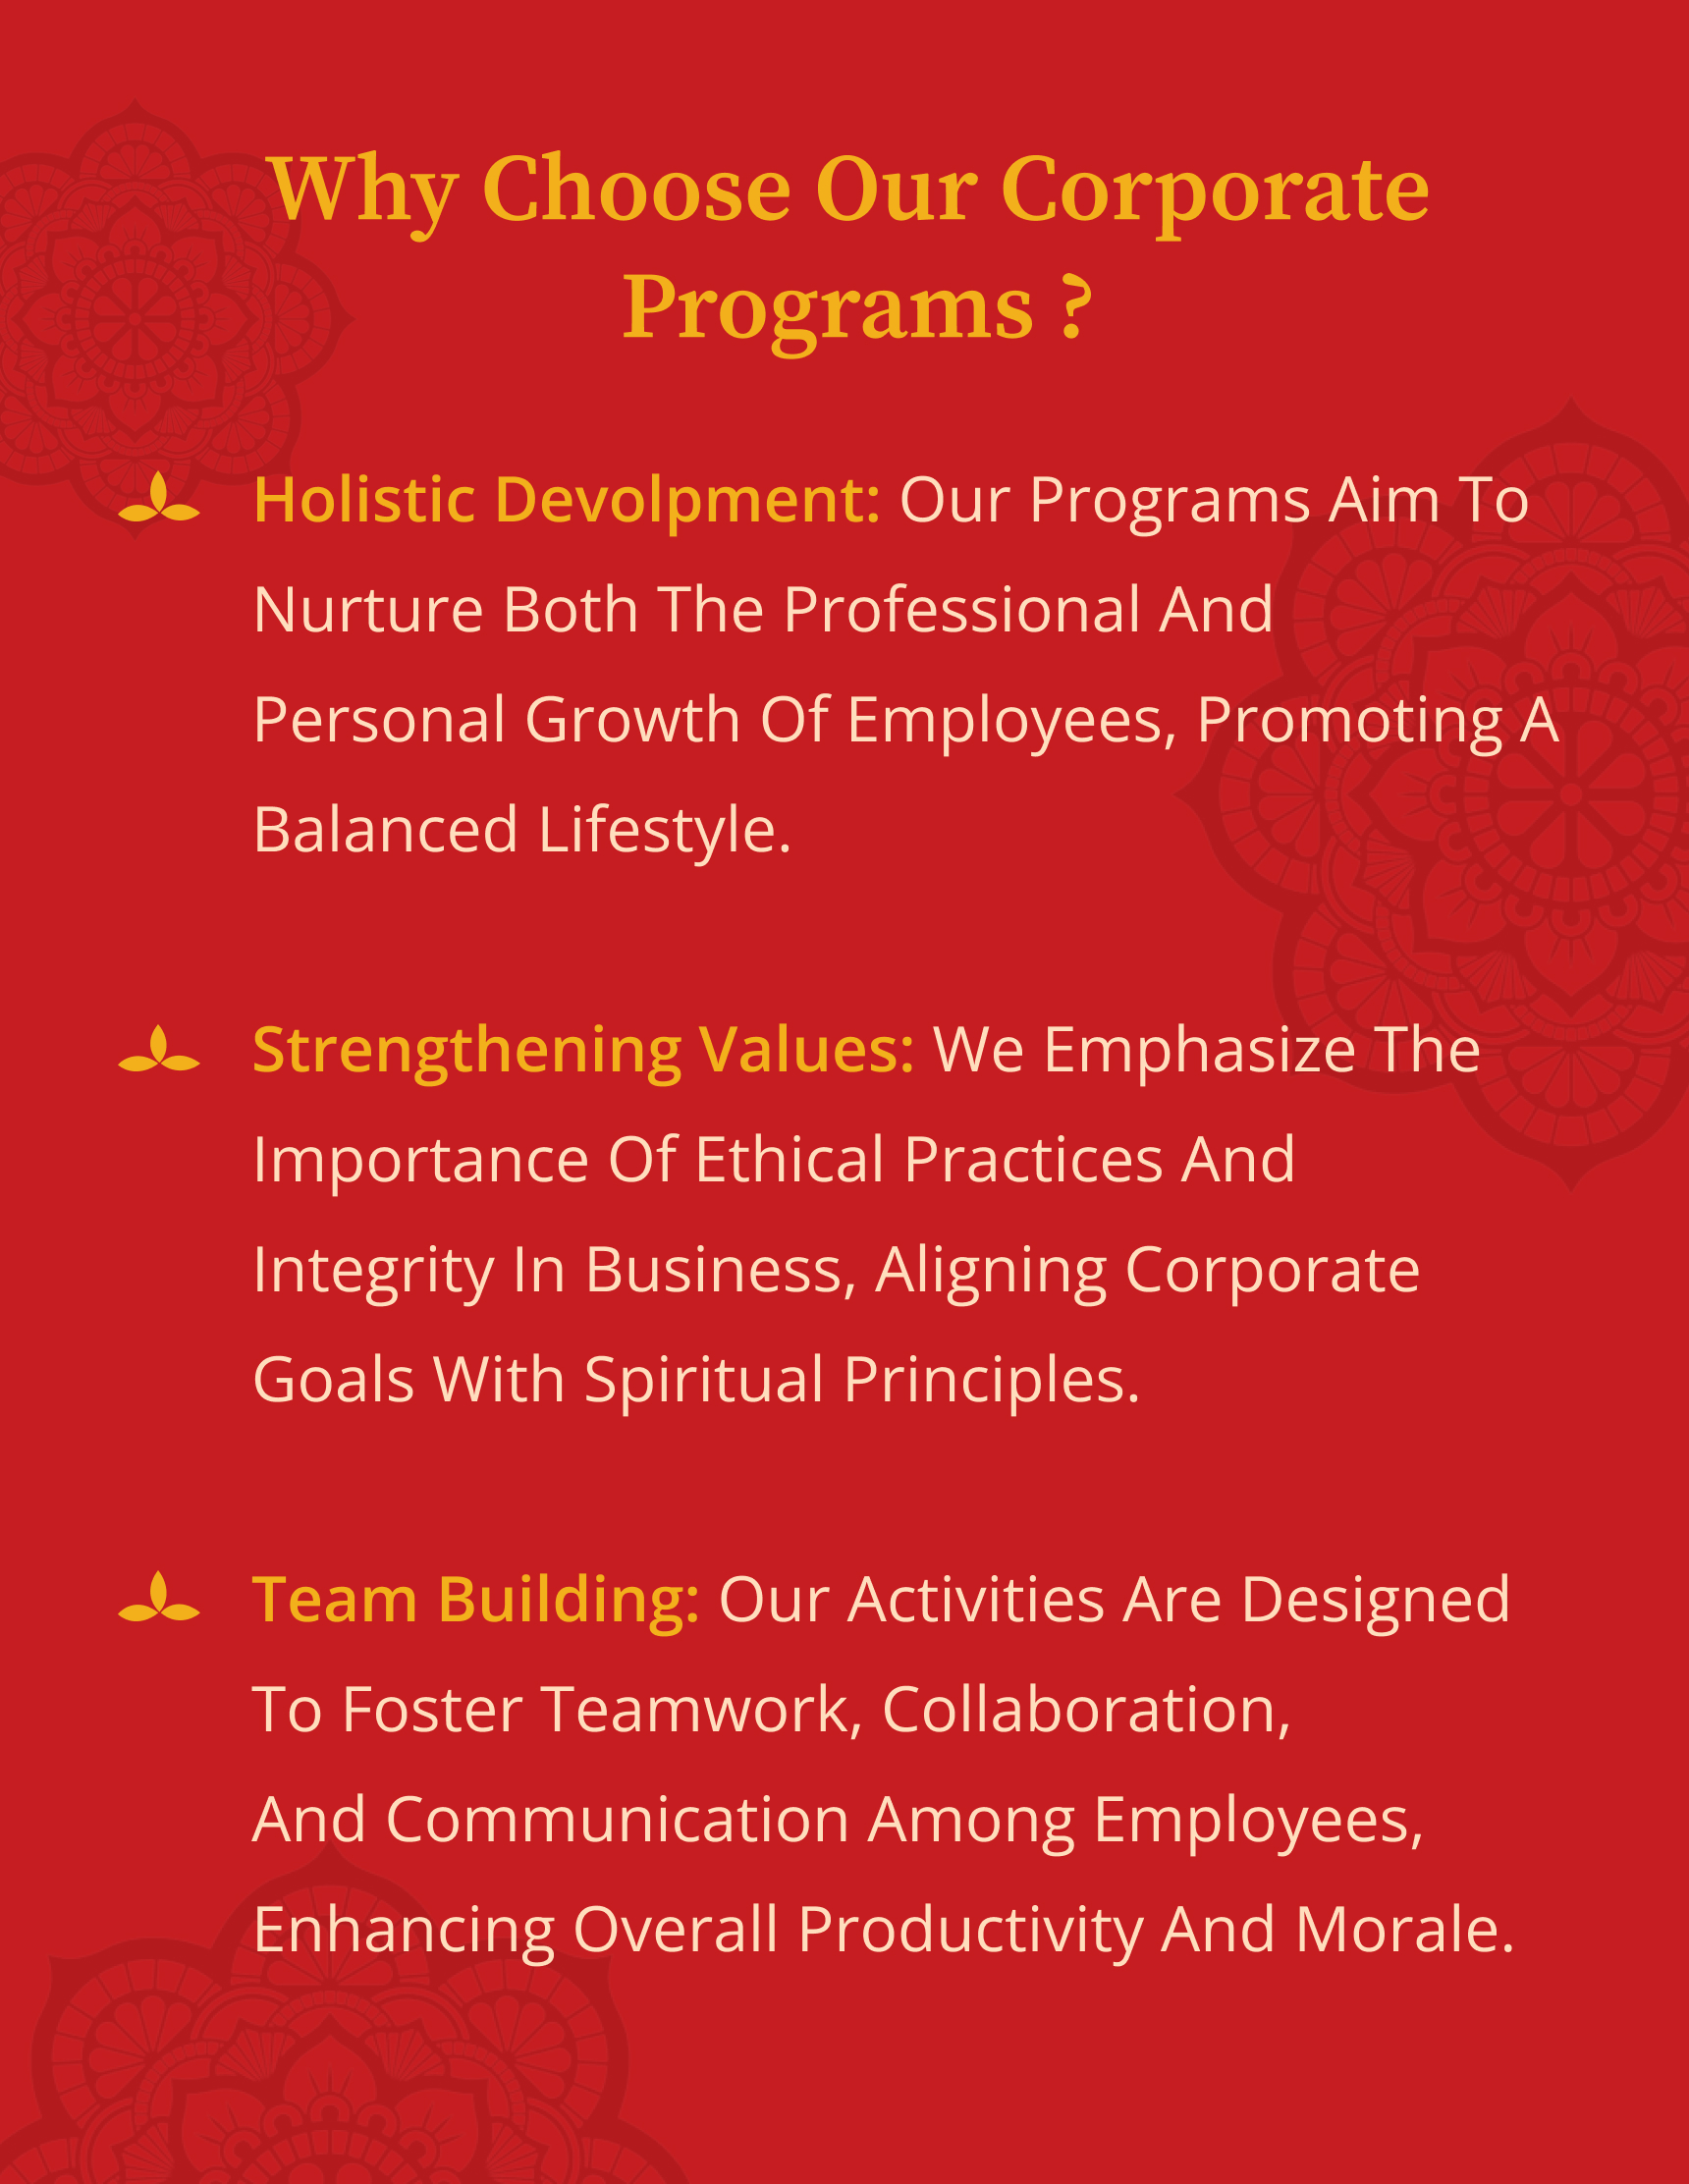 Why Choose Our Corporate
Programs ?
Holistic Devolpment: Our Programs Aim To
Nurture Both The Professional And
Personal Growth Of Employees, Promoting A
Balanced Lifestyle.
Strengthening Values: We Emphasize The
Importance Of Ethical Practices And
Integrity In Business, Aligning Corporate
Goals With Spiritual Principles.
Team Building: Our Activities Are Designed
To Foster Teamwork, Collaboration,
And Communication Among Employees,
Enhancing Overall Productivity And Morale.